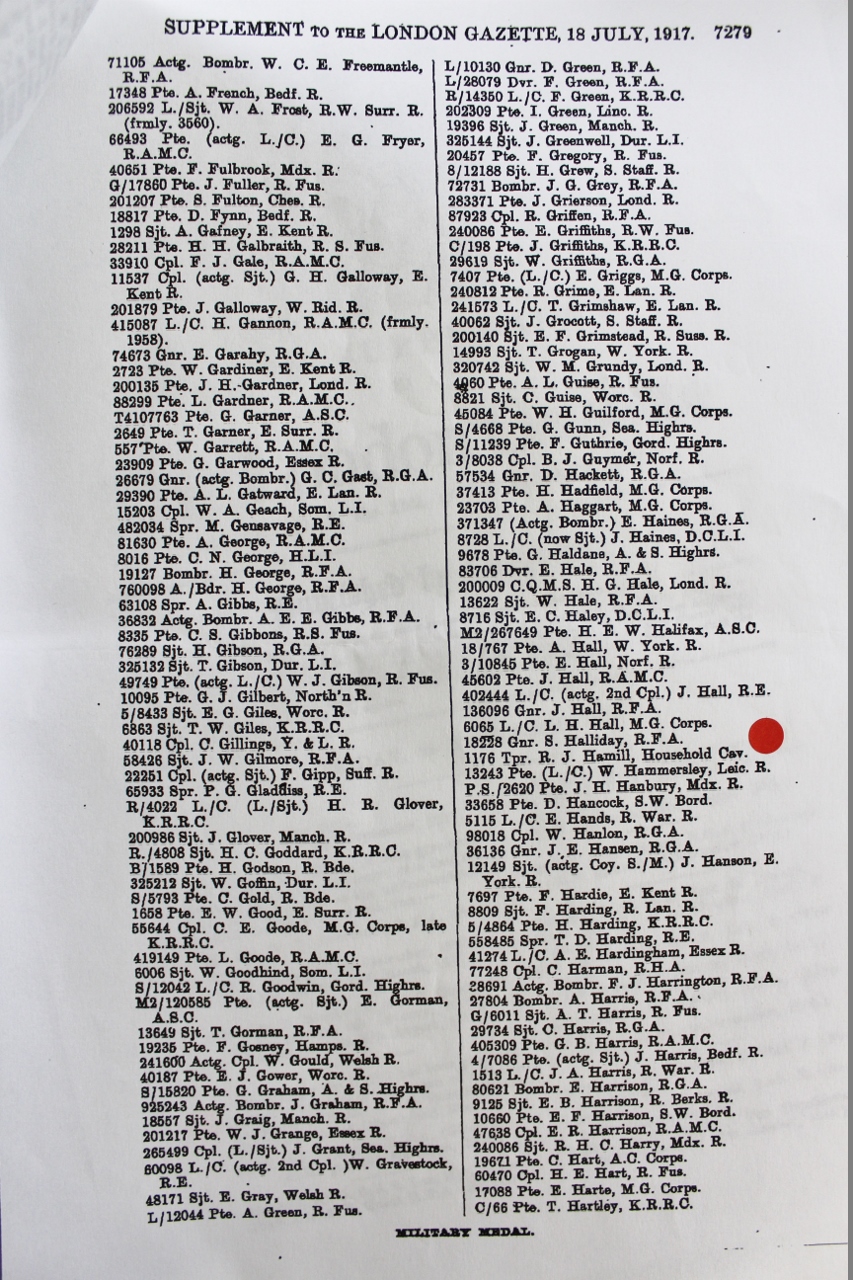 SUPPLEMENT TO THE LONDON GAZETTE, 18 JULY, 1917. 7279
71105 Actg. Bombr. W. C. E. Freemantle,
R.F.A.
17348 Pte. A. French, Bedf. R.
206592 L./Sjt. W. A. Frost, R.W. Surr. R.
(frmly. 3560).
66493 Pte. (actg. L./C.) E. G. Fryer,
R.A.M.C.
40651 Pte. F. Fulbrook, Mdx. R.
G/17860 Pte. J. Fuller, R. Fus.
201207 Pte. S. Fulton, Ches. R.
18817 Pte. D. Fynn, Bedf. R.
1298 Sjt. A. Gafney, E. Kent R.
28211 Pte. H. H. Galbraith, R. S. Fus.
33910 Cpl. F. J. Gale, R.A.M.C.
11537 Cpl. (actg. Sjt.) G. H. Galloway, E.
Kent R.
201879 Pte. J. Galloway, W. Rid. R.
415087 L./C. H. Gannon, R.A.M.C. (frmly.
1958).
74673 Gnr. E. Garahy, R.G.A.
2723 Pte. W. Gardiner, E. Kent R.
200135 Pte. J. H. Gardner, Lond. R.
88299 Pte. L. Gardner, R.A.M.C.
T4107763 Pte. G. Garner, A.S.C.
2649 Pte. T. Garner, E. Surr. R.
557 Pte. W. Garrett, R.A.M.C.
23909 Pte. G. Garwood, Essex R.
26679 Gnr. (actg. Bombr.) G. C. Gast, R.G.A.
29390 Pte. A. L. Gatward, E. Lan. R.
15203 Cpl. W. A. Geach, Som. L.I.
482034 Spr. M. Gensavage, R.E.
81630 Pte. A. George, R.A.M.C.
8016 Pte. C. N. George, H.L.I.
19127 Bombr. H. George, R.F.A.
760098 A./Bdr. H. George, R.F.A.
63108 Spr. A. Gibbs, R.E.
36832 Actg. Bombr. A. E. E. Gibbs, R.F.A.
8335 Pte. C. S. Gibbons, R.S. Fus.
76289 Sjt. H. Gibson, R.G.A.
325132 Sjt. T. Gibson, Dur. L.I.
49749 Pte. (actg. L./C.) W. J. Gibson, R. Fus.
10095 Pte. G. J. Gilbert, North'n R.
5/8433 Sjt. E. G. Giles, Worc. R.
6863 Sjt. T. W. Giles, K.R.R.C.
40118 Cpl. C. Gillings, Y. & L. R.
58426 Sjt. J. W. Gilmore, R.F.A.
22251 Cpl. (actg. Sjt.) F. Gipp, Suff. R.
65933 Spr. P. G. Gladdiss, R.E.
R/4022 L./C. (L./Sjt.) H. R. Glover,
K.R.R.C.
200986 Sjt. J. Glover, Manch. R.
R./4808 Sjt. H. C. Goddard, K.R.R.C.
B/1589 Pte. H. Godson, R. Bde.
325212 Sjt. W. Goffin, Dur. L.I.
S/5793 Pte. C. Gold, R. Bde.
1658 Pte. E. W. Good, E. Surr. R.
55644 Cpl. C. E. Goode, M.G. Corps, late
K.R.R.C.
419149 Pte. L. Goode, R.A.M.C.
6006 Sjt. W. Goodhind, Som. L.I.
S/12042 L./C. R. Goodwin, Gord. Highrs.
M2/120585 Pte. (actg. Sjt.) E. Gorman,
A.S.C.
13649 Sjt. T. Gorman, R.F.A.
19235 Pte. F. Gosney, Hamps. R.
241600 Actg. Cpl. W. Gould, Welsh R.
40187 Pte. E. J. Gower, Worc. R.
S/15820 Pte. G. Graham, A. & S. Highrs.
925243 Actg. Bombr. J. Graham, R.F.A.
18557 Sjt. J. Graig, Manch. R.
201217 Pte. W. J. Grange, Essex R.
265499 Cpl. (L./Sjt.) J. Grant, Sea. Highrs.
60098 L./C. (actg. 2nd Cpl. )W. Gravestock,
R.E.
48171 Sjt. E. Gray, Welsh R.
L/12044 Pte. A. Green, R. Fus.
L/10130 Gnr. D. Green, R.F.A.
L/28079 Dvr. F. Green, R.F.A.
R/14350 L./C. F. Green, K.R.R.C.
202309 Pte. I. Green, Linc. R.
19396 Sjt. J. Green, Manch. R.
325144 Sjt. J. Greenwell, Dur. L.I.
20457 Pte. F. Gregory, R. Fus.
8/12188 Sjt. H. Grew, S. Staff. R.
72731 Bombr. J. G. Grey, R.F.A.
283371 Pte. J. Grierson, Lond. R.
87923 Cpl. R. Griffen, R.F.A.
240086 Pte. E. Griffiths, R.W. Fus.
C/198 Pte. J. Griffiths, K.R.R.C.
29619 Sjt. W. Griffiths, R.G.A.
7407 Pte. (L./C.) E. Griggs, M.G. Corps.
240812 Pte. R. Grime, E. Lan. R.
241573 L./C. T. Grimshaw, E. Lan. R.
40062 Sjt. J. Grocott, S. Staff. R.
200140 Sjt. E. F. Grimstead, R. Suss. R.
14993 Sjt. T. Grogan, W. York. R.
320742 Sjt. W. M. Grundy, Lond. R.
4960 Pte. A. L. Guise, R. Fus.
8821 Sjt. C. Guise, Worc. R.
45084 Pte. W. H. Guilford, M.G. Corps.
S/4668 Pte. G. Gunn, Sea. Highrs.
S/11239 Pte. F. Guthrie, Gord. Highrs.
3/8038 Cpl. B. J. Guymer, Norf. R.
57534 Gnr. D. Hackett, R.G.A.
37413 Pte. H. Hadfield, M.G. Corps.
23703 Pte. A. Haggart, M.G. Corps.
371347 (Actg. Bombr.) E. Haines, R.G.A.
8728 L./C. (now Sjt.) J. Haines, D.C.L.I.
9678 Pte. G. Haldane, A. & S. Highrs.
83706 Dvr. E. Hale, R.F.A.
200009 C.Q.M.S. H. G. Hale, Lond. R.
13622 Sjt. W. Hale, R.F.A.
8716 Sjt. E. C. Haley, D.C.L.I.
M2/267649 Pte. H. E. W. Halifax, A.S.C.
18/767 Pte. A. Hall, W. York. R.
3/10845 Pte. E. Hall, Norf. R.
45602 Pte. J. Hall, R.A.M.C.
402444 L./C. (actg. 2nd Cpl.) J. Hall, R.E.
136096 Gnr. J. Hall, R.F.A.
6065 L./C. L. H. Hall, M.G. Corps.
18228 Gnr. S. Halliday, R.F.A.
1176 Tpr. R. J. Hamill, Household Cav.
13243 Pte. (L./C.) W. Hammersley, Leic. R.
P.S./2620 Pte. J. H. Hanbury, Mdx. R.
33658 Pte. D. Hancock, S.W. Bord.
5115 L./C. E. Hands, R. War. R.
98018 Cpl. W. Hanlon, R.G.A.
36136 Gnr. J. E. Hansen, R.G.A.
12149 Sjt. (actg. Coy. S./M.) J. Hanson, E.
York. R.
7697 Pte. F. Hardie, E. Kent R.
8809 Sjt. F. Harding, R. Lan. R.
5/4864 Pte. H. Harding, K.R.R.C.
558485 Spr. T. D. Harding, R.E.
41274 L./C. A. E. Hardingham, Essex R.
77248 Cpl. C. Harman, R.H.A.
28691 Actg. Bombr. F. J. Harrington, R.F.A.
27804 Bombr. A. Harris, R.F.A.
G/6011 Sjt. A. T. Harris, R. Fus.
29734 Sjt. C. Harris, R.G.A.
405309 Pte. G. B. Harris, R.A.M.C.
4/7086 Pte. (actg. Sjt.) J. Harris, Bedf. R.
1513 L./C. J. A. Harris, R. War. R.
80621 Bombr. E. Harrison, R.G.A.
9125 Sjt. E. B. Harrison, R. Berks. R.
10660 Pte. E. F. Harrison, S.W. Bord.
47638 Cpl. E. R. Harrison, R.A.M.C.
240086 Sjt. R. H. C. Harry, Mdx. R.
19671 Pte. C. Hart, A.C. Corps.
60470 Cpl. H. E. Hart, R. Fus.
17088 Pte. E. Harte, M.G. Corps.
C/66 Pte. T. Hartley, K.R.R.C.
MILITARY MEDAL.